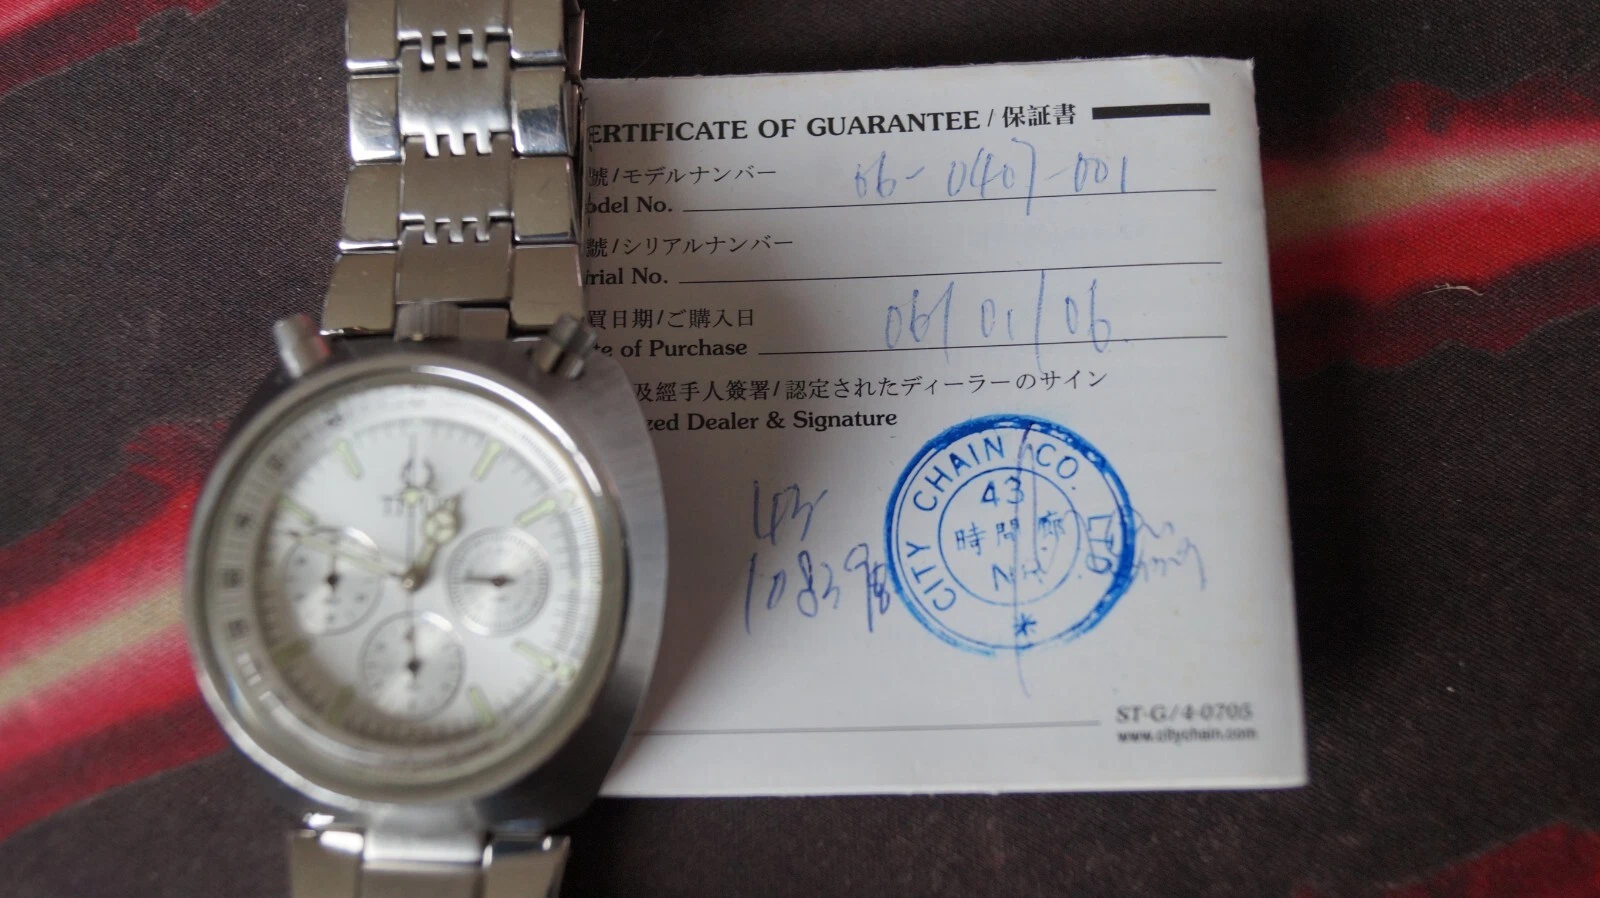 ERTIFICATE OF GUARANTEE / 保証書
號/モデルナンバー
odel No. 06-0407-001
號/シリアルナンバー
rial No.
買日期/ご購入日
te of Purchase 06/01/06
及經手人簽署/認定されたディーラーのサイン
zed Dealer & Signature
CITY CHAIN CO. LTD
43
時間廊
*
ST-G/4-0705
www.citychain.com